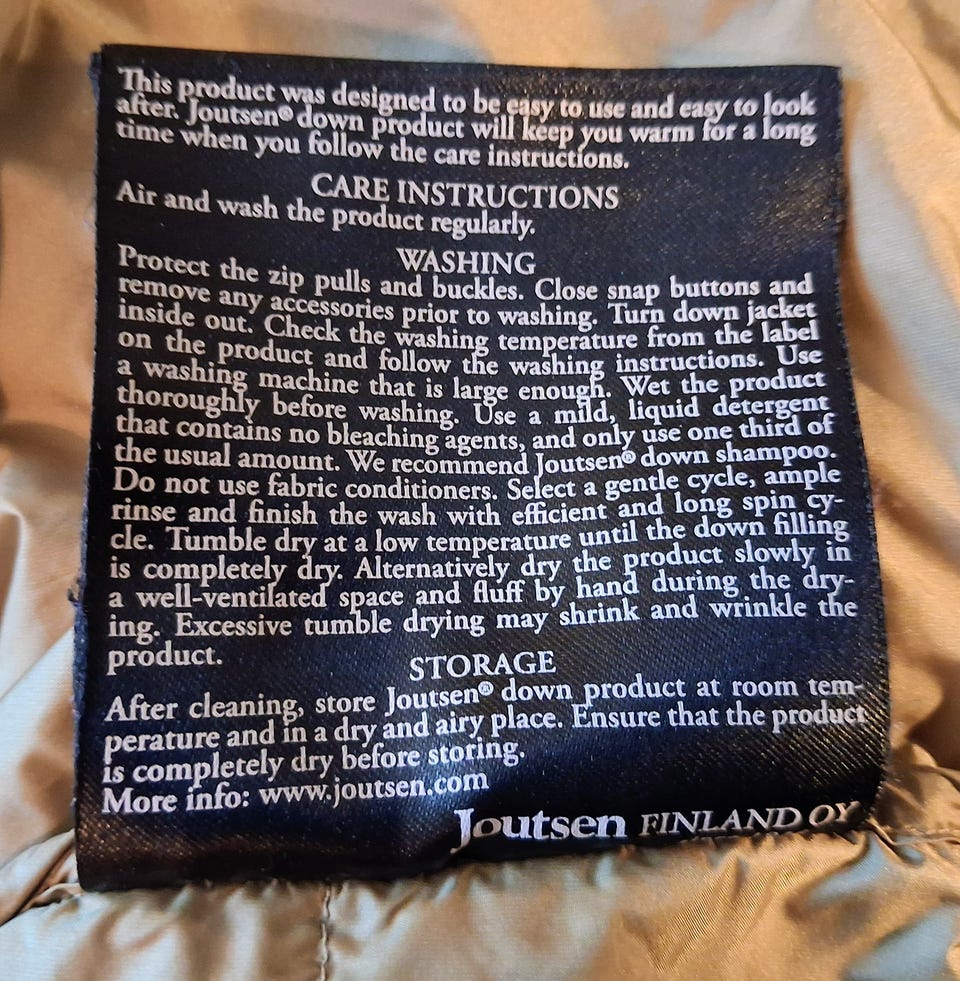 This product was designed to be easy to use and easy to look
after. Joutsen® down product will keep you warm for a long
time when you follow the care instructions.
CARE INSTRUCTIONS
Air and wash the product regularly.
WASHING
Protect the zip pulls and buckles. Close snap buttons and
remove any accessories prior to washing. Turn down jacket
inside out. Check the washing temperature from the label
on the product and follow the washing instructions. Use
a washing machine that is large enough. Wet the product
thoroughly before washing. Use a mild, liquid detergent
that contains no bleaching agents, and only use one third of
the usual amount. We recommend Joutsen® down shampoo.
Do not use fabric conditioners. Select a gentle cycle, ample
rinse and finish the wash with efficient and long spin cy-
cle. Tumble dry at a low temperature until the down filling
is completely dry. Alternatively dry the product slowly in
a well-ventilated space and fluff by hand during the dry-
ing. Excessive tumble drying may shrink and wrinkle the
product.
STORAGE
After cleaning, store Joutsen® down product at room tem-
perature and in a dry and airy place. Ensure that the product
is completely dry before storing.
More info: www.joutsen.com
Joutsen FINLAND OY